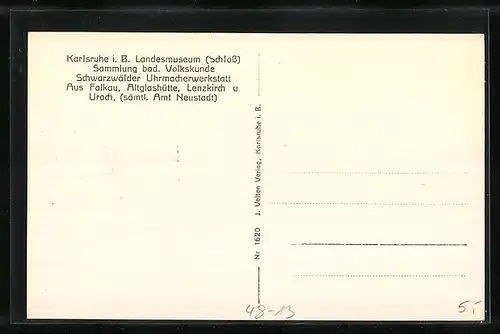 Karlsruhe i. B. Landesmuseum (Schloß)
Sammlung bad. Volkskunde
Schwarzwälder Uhrmacherwerkstatt
Aus Falkau, Altglashütte, Lenzkirch u.
Urach, (sämtl. Amt Neustadt)
Nr 1620 J. Velten Verlag, Karlsruhe i. B.
48-13
5,-